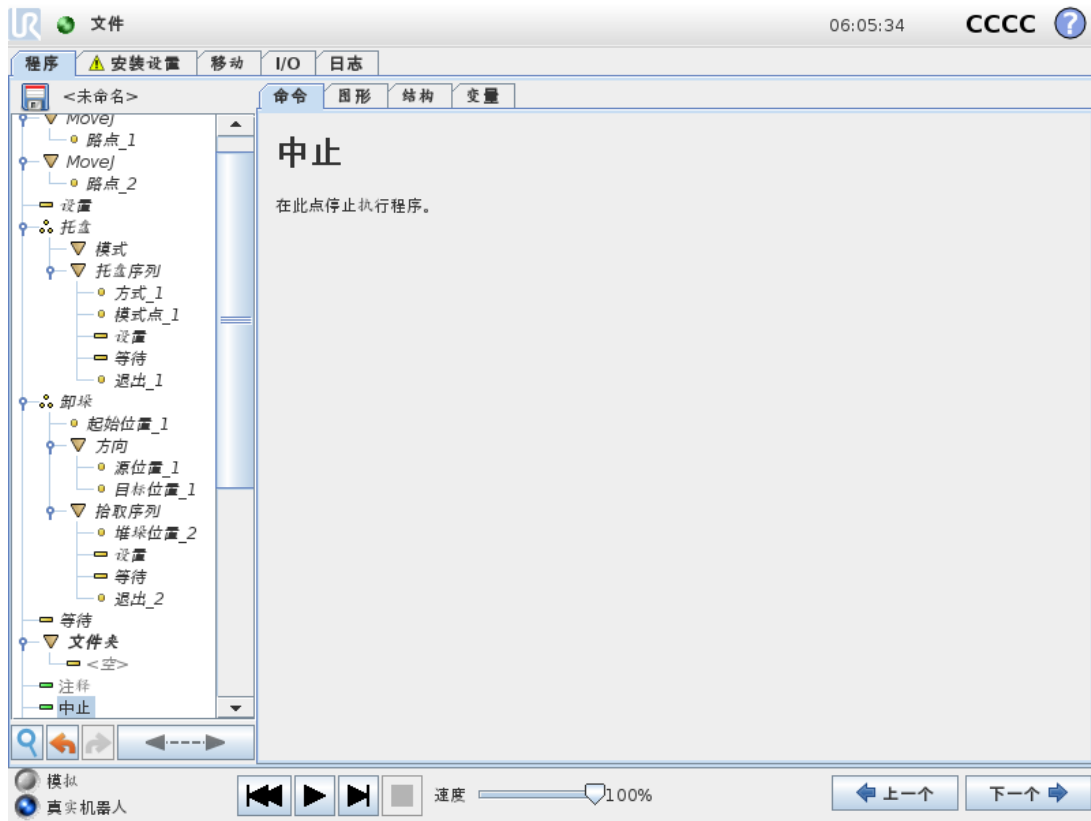 UR 文件 06:05:34 CCCC ?
程序 安装设置 移动 I/O 日志
<未命名> 命令 图形 结构 变量
MoveJ
路点_1
MoveJ
路点_2
设置
托盘
模式
托盘序列
方式_1
模式点_1
设置
等待
退出_1
卸垛
起始位置_1
方向
源位置_1
目标位置_1
拾取序列
堆垛位置_2
设置
等待
退出_2
等待
文件夹
<空>
注释
中止
中止
在此点停止执行程序。
模拟
真实机器人
速度 100% 上一个 下一个